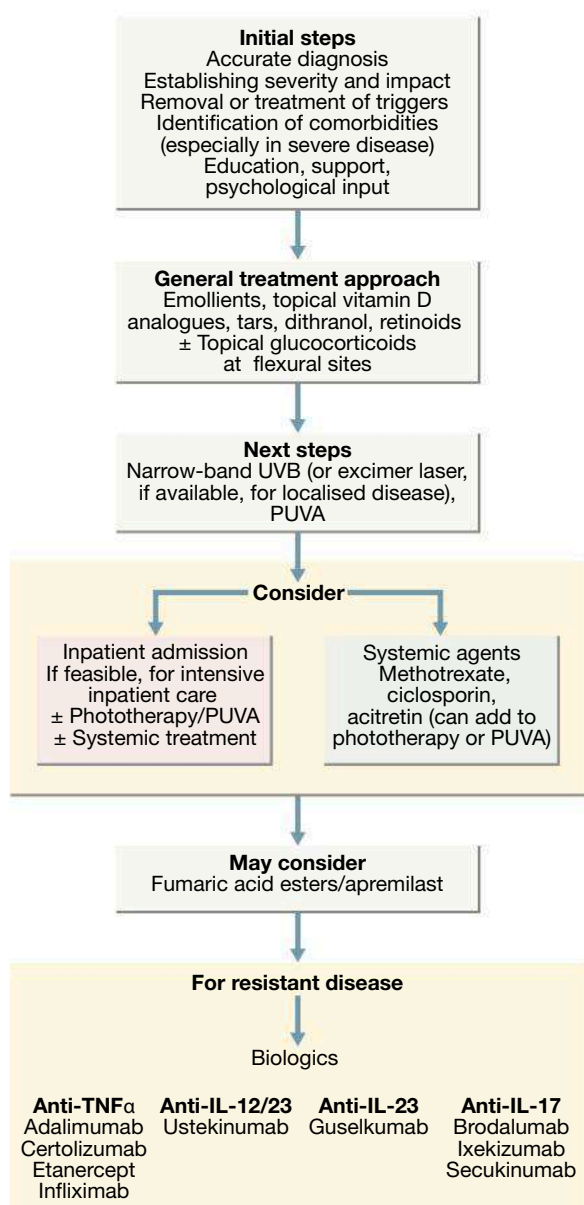 Initial steps
Accurate diagnosis
Establishing severity and impact
Removal or treatment of triggers
Identification of comorbidities
(especially in severe disease)
Education, support,
psychological input
General treatment approach
Emollients, topical vitamin D
analogues, tars, dithranol, retinoids
± Topical glucocorticoids
at flexural sites
Next steps
Narrow-band UVB (or excimer laser,
if available, for localised disease),
PUVA
Consider
Inpatient admission
If feasible, for intensive
inpatient care
± Phototherapy/PUVA
± Systemic treatment
Systemic agents
Methotrexate,
ciclosporin,
acitretin (can add to
phototherapy or PUVA)
May consider
Fumaric acid esters/apremilast
For resistant disease
Biologics
Anti-TNFα
Adalimumab
Certolizumab
Etanercept
Infliximab
Anti-IL-12/23
Ustekinumab
Anti-IL-23
Guselkumab
Anti-IL-17
Brodalumab
Ixekizumab
Secukinumab